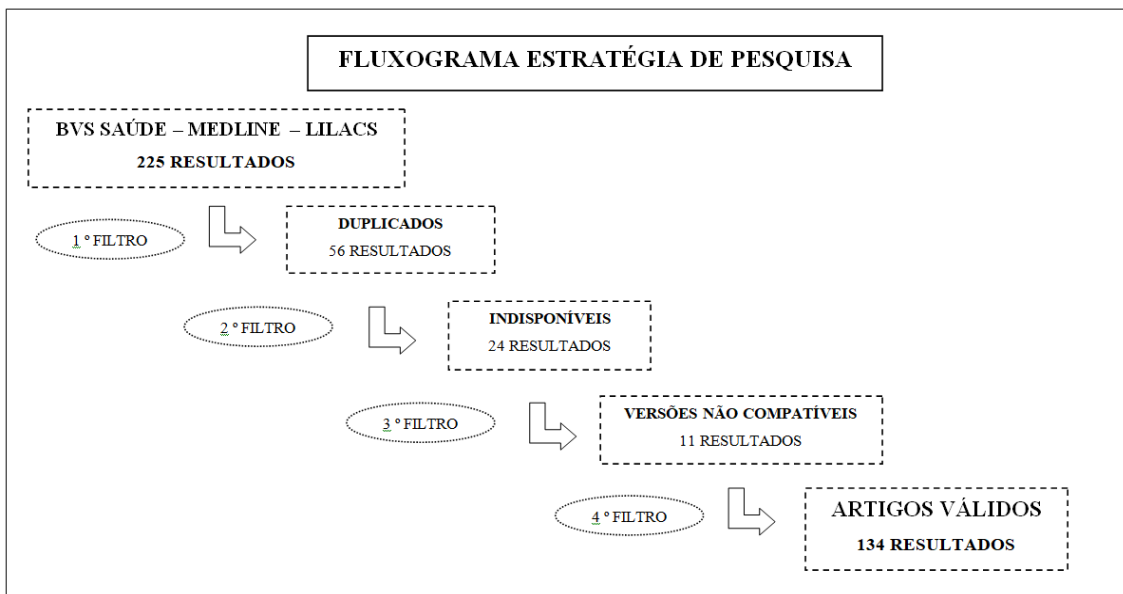 FLUXOGRAMA ESTRATÉGIA DE PESQUISA
BVS SAÚDE – MEDLINE – LILACS
225 RESULTADOS
1 º FILTRO
DUPLICADOS
56 RESULTADOS
2 º FILTRO
INDISPONÍVEIS
24 RESULTADOS
3 º FILTRO
VERSÕES NÃO COMPATÍVEIS
11 RESULTADOS
4 º FILTRO
ARTIGOS VÁLIDOS
134 RESULTADOS